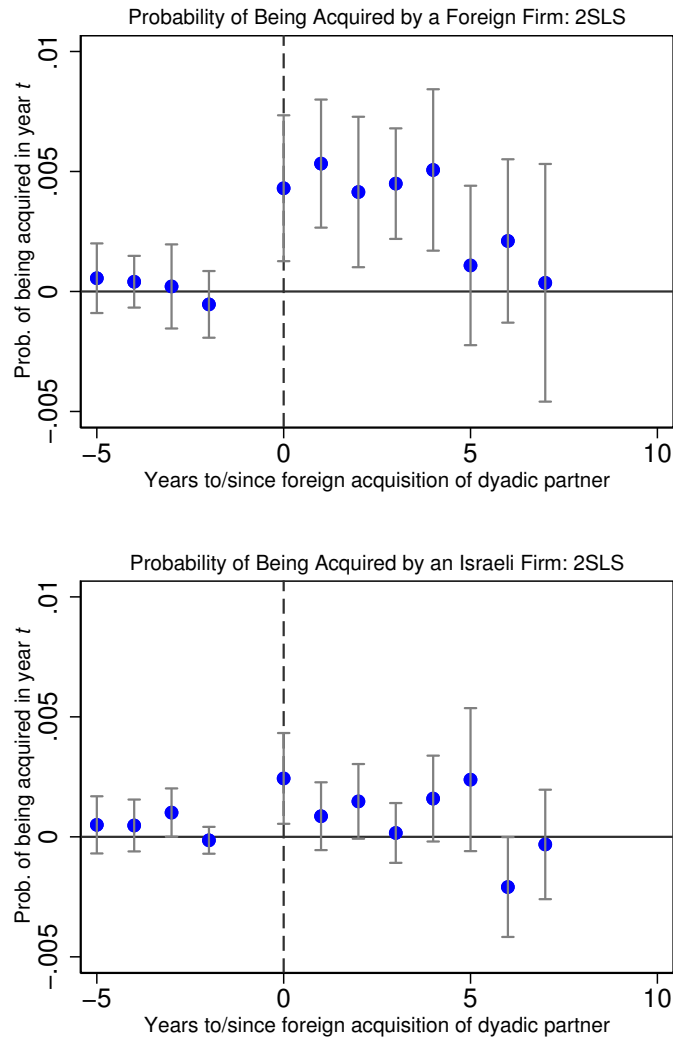 Probability of Being Acquired by a Foreign Firm: 2SLS
Prob. of being acquired in year t
.01
.005
0
−.005
−5
0
5
10
Years to/since foreign acquisition of dyadic partner
Probability of Being Acquired by an Israeli Firm: 2SLS
Prob. of being acquired in year t
.01
.005
0
−.005
−5
0
5
10
Years to/since foreign acquisition of dyadic partner